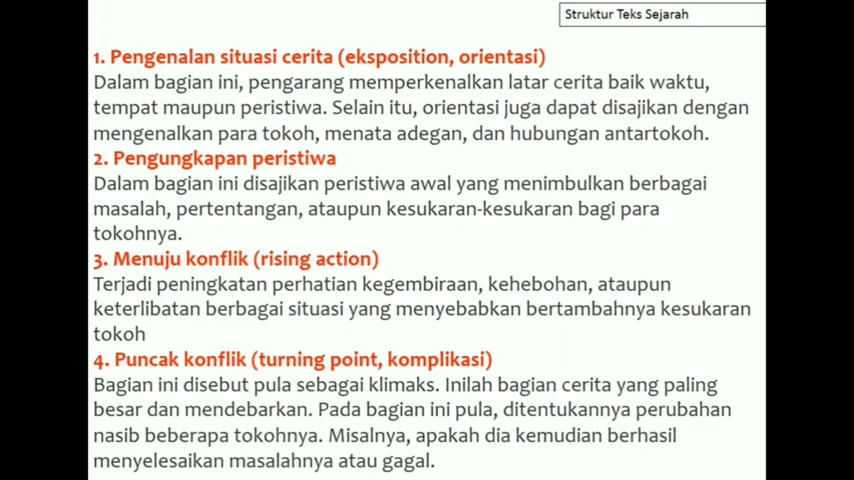 Struktur Teks Sejarah
1. Pengenalan situasi cerita (eksposition, orientasi)
Dalam bagian ini, pengarang memperkenalkan latar cerita baik waktu,
tempat maupun peristiwa. Selain itu, orientasi juga dapat disajikan dengan
mengenalkan para tokoh, menata adegan, dan hubungan antartokoh.
2. Pengungkapan peristiwa
Dalam bagian ini disajikan peristiwa awal yang menimbulkan berbagai
masalah, pertentangan, ataupun kesukaran-kesukaran bagi para
tokohnya.
3. Menuju konflik (rising action)
Terjadi peningkatan perhatian kegembiraan, kehebohan, ataupun
keterlibatan berbagai situasi yang menyebabkan bertambahnya kesukaran
tokoh
4. Puncak konflik (turning point, komplikasi)
Bagian ini disebut pula sebagai klimaks. Inilah bagian cerita yang paling
besar dan mendebarkan. Pada bagian ini pula, ditentukannya perubahan
nasib beberapa tokohnya. Misalnya, apakah dia kemudian berhasil
menyelesaikan masalahnya atau gagal.